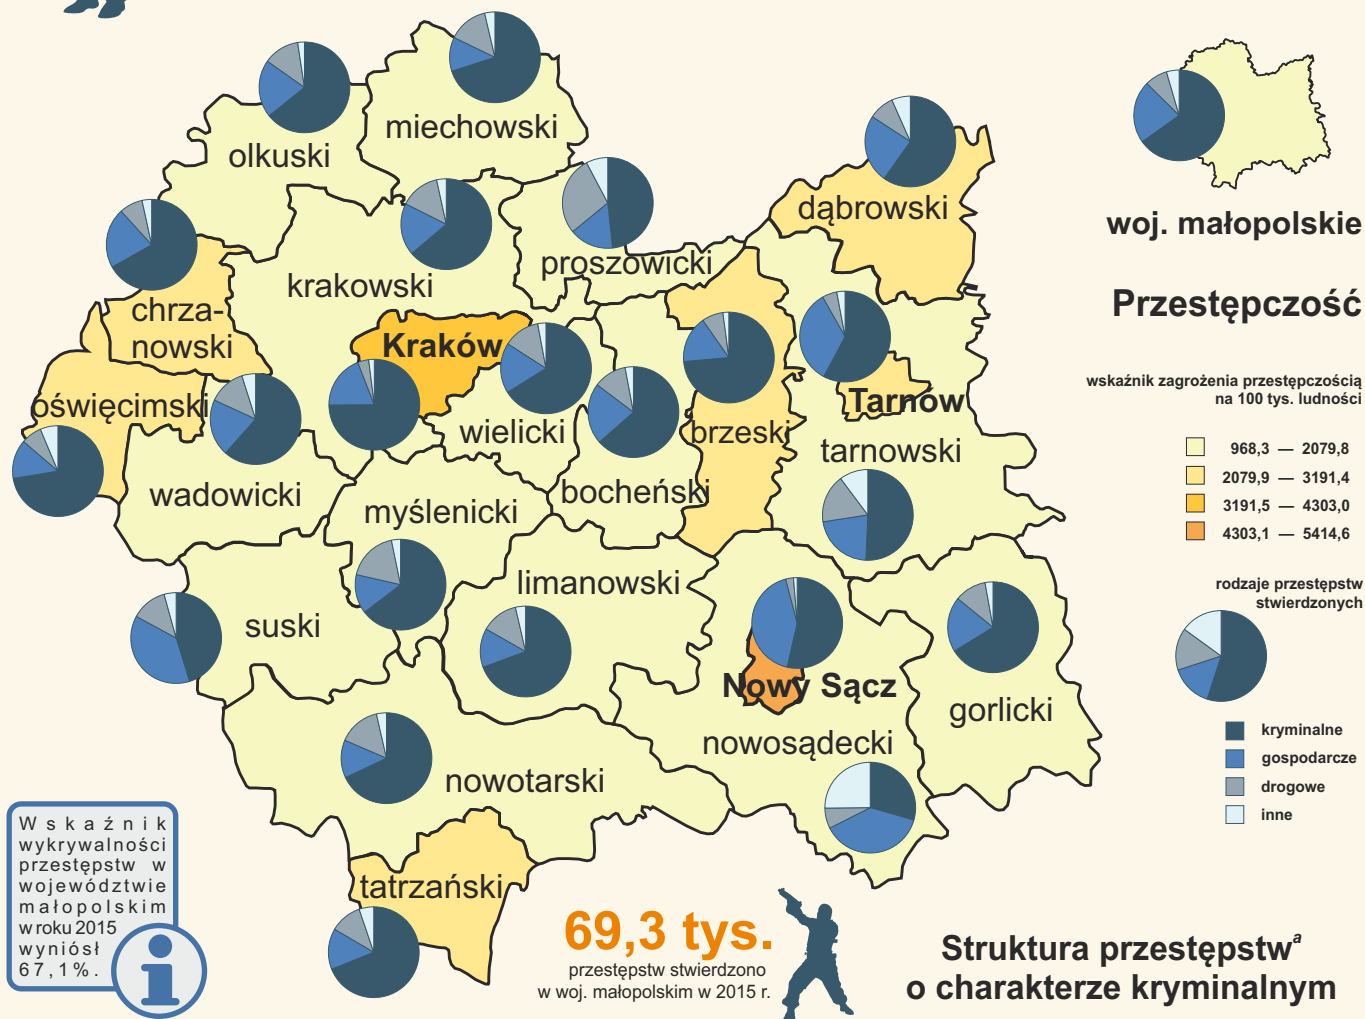 miechowski
olkuski
dąbrowski
woj. małopolskie
proszowicki
krakowski
chrza-
nowski
Przestępczość
Kraków
wskaźnik zagrożenia przestępczością
na 100 tys. ludności
oświęcimski
Tarnów
wielicki
brzeski
tarnowski
968,3 — 2079,8
2079,9 — 3191,4
3191,5 — 4303,0
4303,1 — 5414,6
wadowicki
bocheński
myślenicki
limanowski
rodzaje przestępstw
stwierdzonych
suski
Nowy Sącz
gorlicki
nowosądecki
kryminalne
gospodarcze
drogowe
inne
nowotarski
Wskaźnik
wykrywalności
przestępstw w
województwie
małopolskim
w roku 2015
wyniósł
67,1%.
tatrzański
69,3 tys.
przestępstw stwierdzono
w woj. małopolskim w 2015 r.
Struktura przestępstw^a
o charakterze kryminalnym